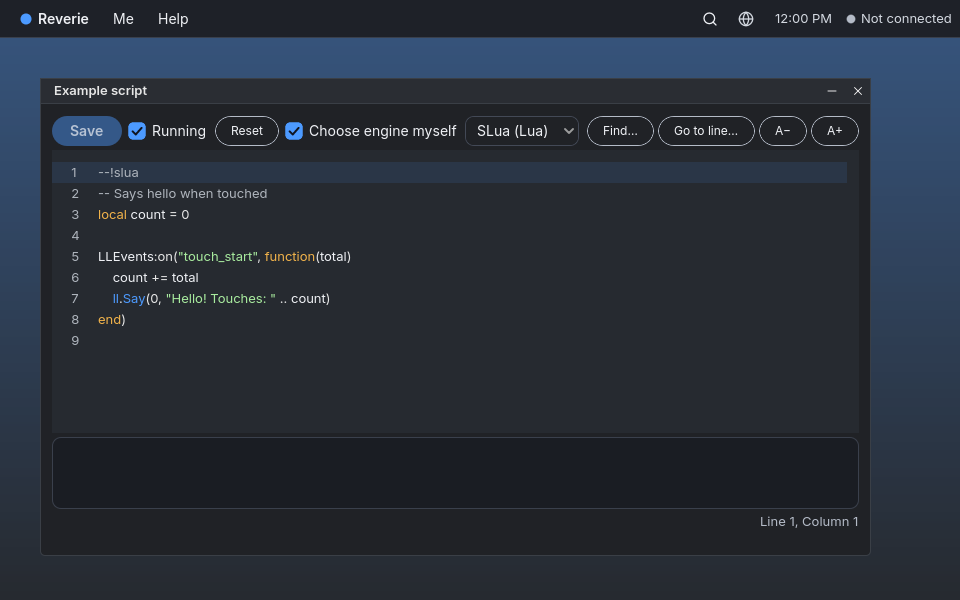 Reverie Me Help 12:00 PM Not connected
Example script
Save Running Reset Choose engine myself SLua (Lua) Find... Go to line... A− A+
1 --!slua
2 -- Says hello when touched
3 local count = 0
4
5 LLEvents:on("touch_start", function(total)
6     count += total
7     ll.Say(0, "Hello! Touches: " .. count)
8 end)
9
Line 1, Column 1